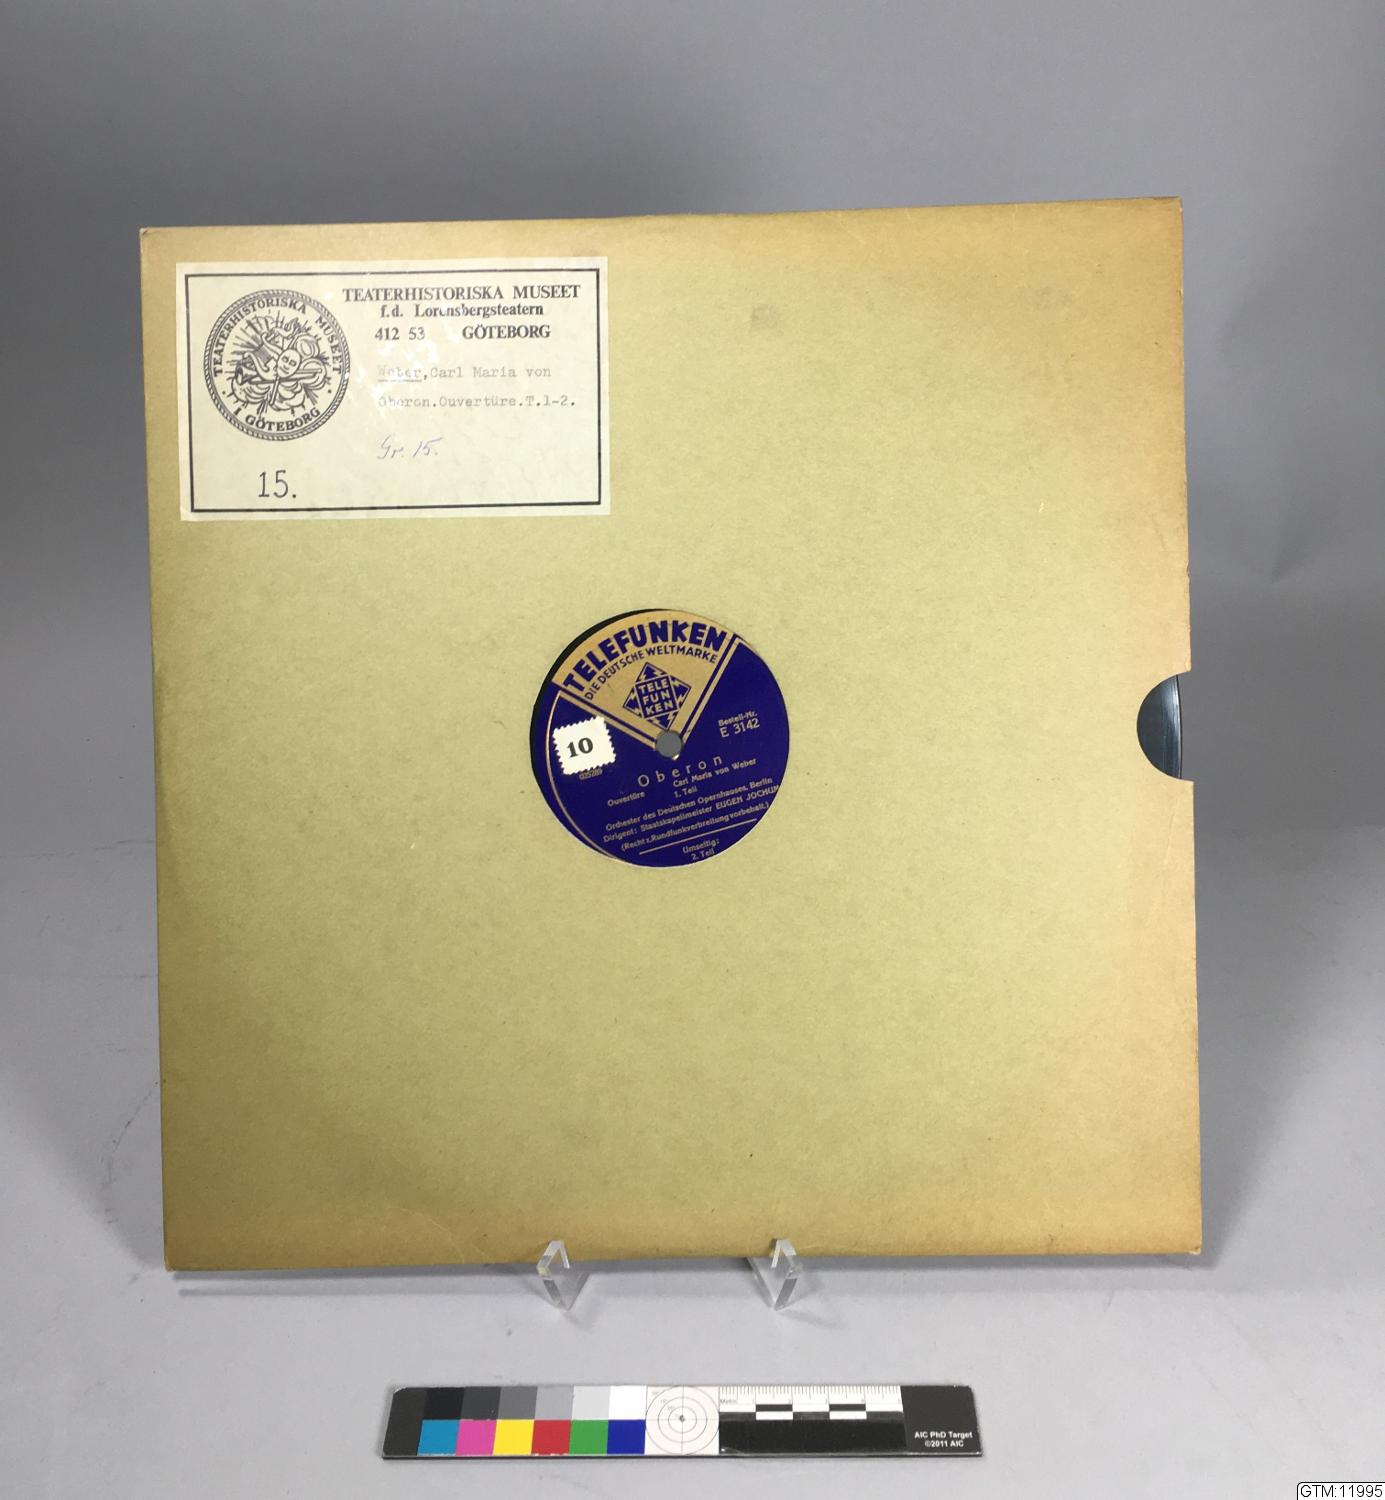 TEATERHISTORISKA MUSEET
f.d. Lorensbergsteatern
412 53 GÖTEBORG
TEATERHISTORISKA MUSEET
I GÖTEBORG
Weber,Carl Maria von
Oberon.Ouvertüre.T.1-2.
Gr. 15.
15.
TELEFUNKEN
DIE DEUTSCHE WELTMARKE
TELE
FUN
KEN
Bestell-Nr.
E 3142
10
Oberon
Carl Maria von Weber
Ouvertüre
1. Teil
Orchester des Deutschen Opernhauses, Berlin
Dirigent: Staatskapellmeister EUGEN JOCHUM
(Recht z. Rundfunkverbreitung vorbehalt.)
Umseitig:
2. Teil
AIC PhD Target
©2011 AIC
GTM:11995